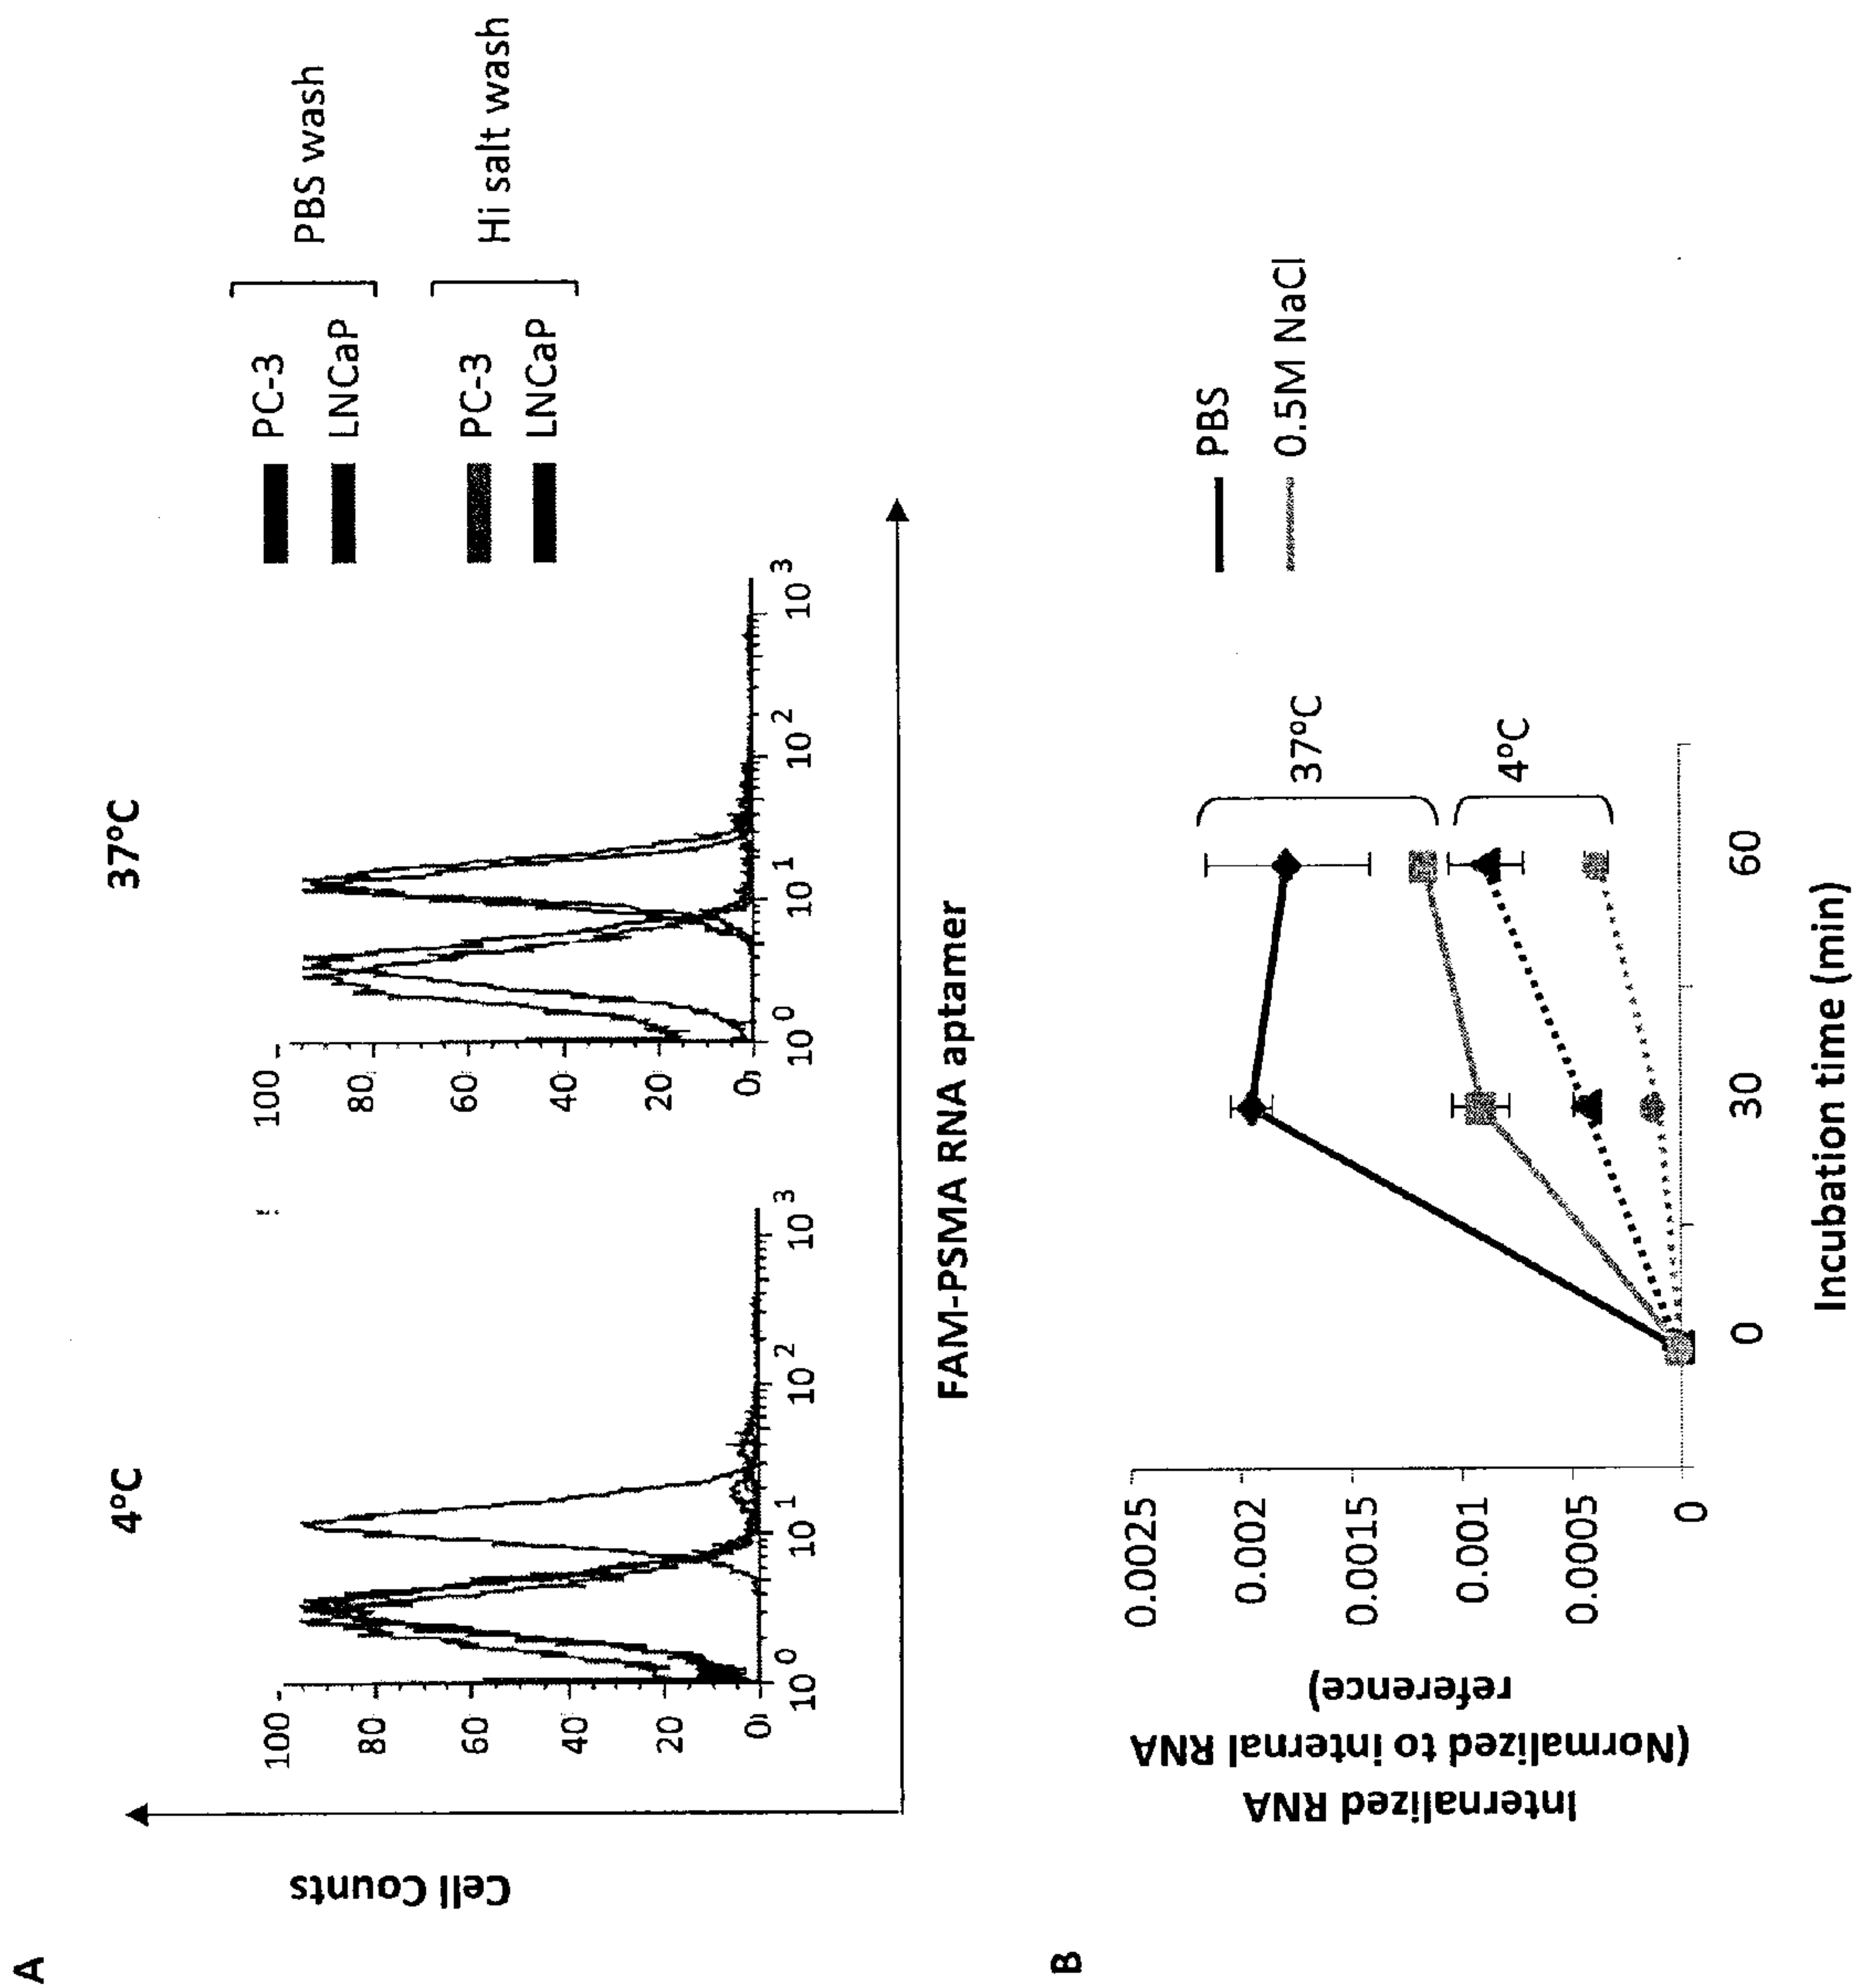 A
4°C
37°C
Cell Counts
100
80
60
40
20
0
10 0
10 1
10 2
10 3
100
80
60
40
20
0
10 0
10 1
10 2
10 3
FAM-PSMA RNA aptamer
PC-3
LNCaP
PBS wash
PC-3
LNCaP
Hi salt wash
B
Internalized RNA
(Normalized to internal RNA
reference)
0.0025
0.002
0.0015
0.001
0.0005
0
0
30
60
Incubation time (min)
37°C
4°C
PBS
0.5M NaCl